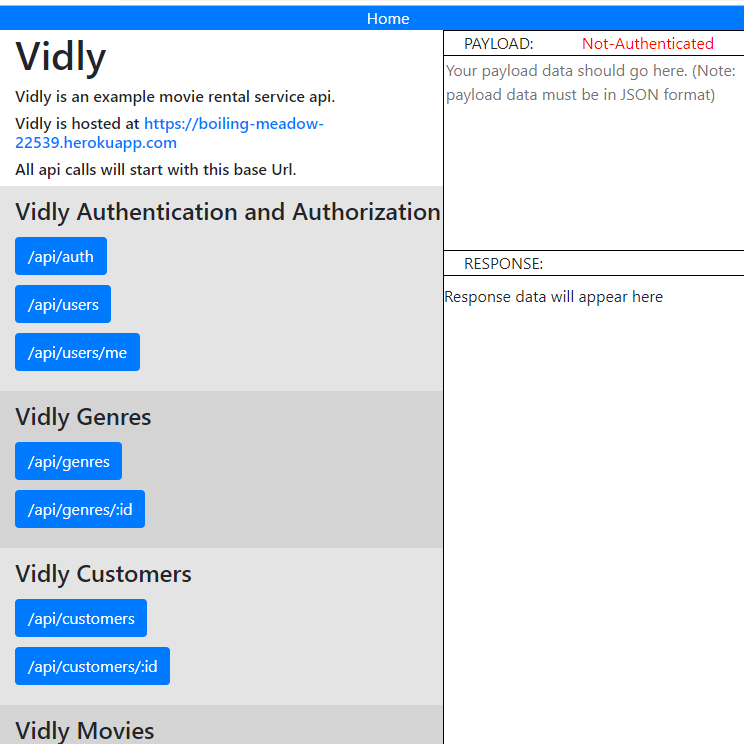 Home
Vidly
Vidly is an example movie rental service api.
Vidly is hosted at https://boiling-meadow-
22539.herokuapp.com
All api calls will start with this base Url.
Vidly Authentication and Authorization
/api/auth
/api/users
/api/users/me
Vidly Genres
/api/genres
/api/genres/:id
Vidly Customers
/api/customers
/api/customers/:id
Vidly Movies
PAYLOAD: Not-Authenticated
Your payload data should go here. (Note:
payload data must be in JSON format)
RESPONSE:
Response data will appear here